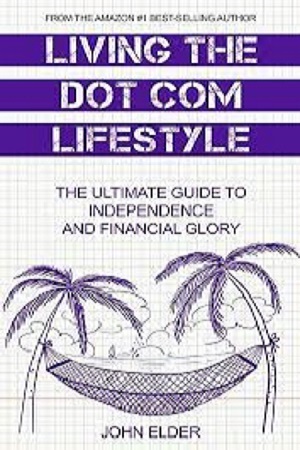 FROM THE AMAZON #1 BEST-SELLING AUTHOR
LIVING THE
DOT COM
LIFESTYLE
THE ULTIMATE GUIDE TO
INDEPENDENCE
AND FINANCIAL GLORY
JOHN ELDER